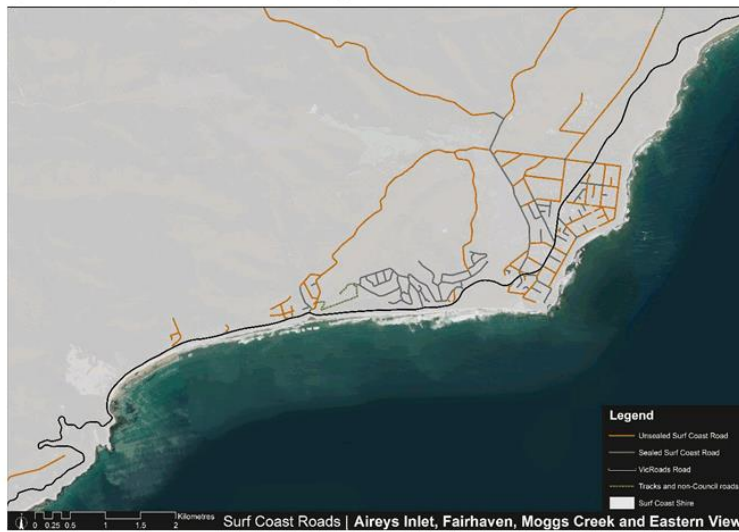 Legend
Unsealed Surf Coast Road
Sealed Surf Coast Road
VicRoads Road
Tracks and non-Council roads
Surf Coast Shire
Kilometres
0 0.25 0.5 1 1.5 2
Surf Coast Roads | Aireys Inlet, Fairhaven, Moggs Creek and Eastern View